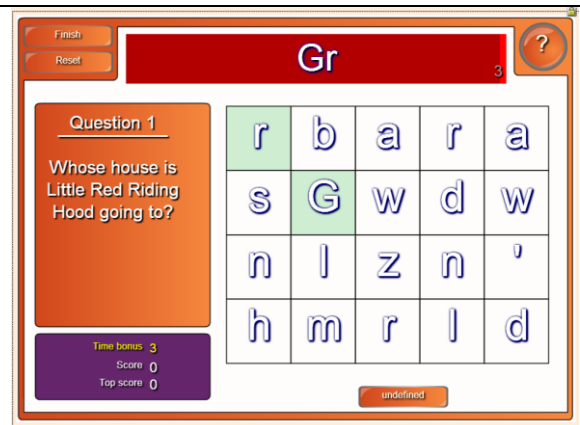 Finish
Reset
Gr
3
?
Question 1
Whose house is
Little Red Riding
Hood going to?
r b a r a
s G w d w
n l z n '
h m r l d
Time bonus 3
Score 0
Top score 0
undefined